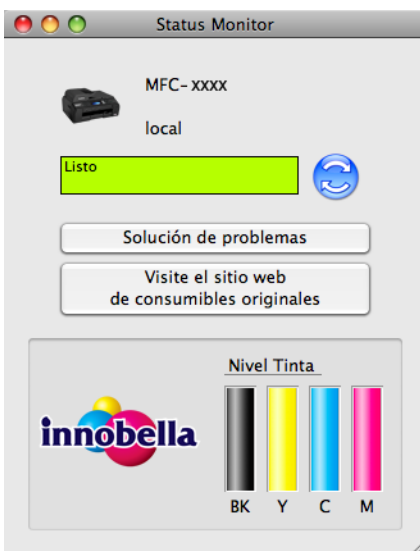 Status Monitor
MFC-xxxx
local
Listo
Solución de problemas
Visite el sitio web
de consumibles originales
Nivel Tinta
innobella
BK Y C M